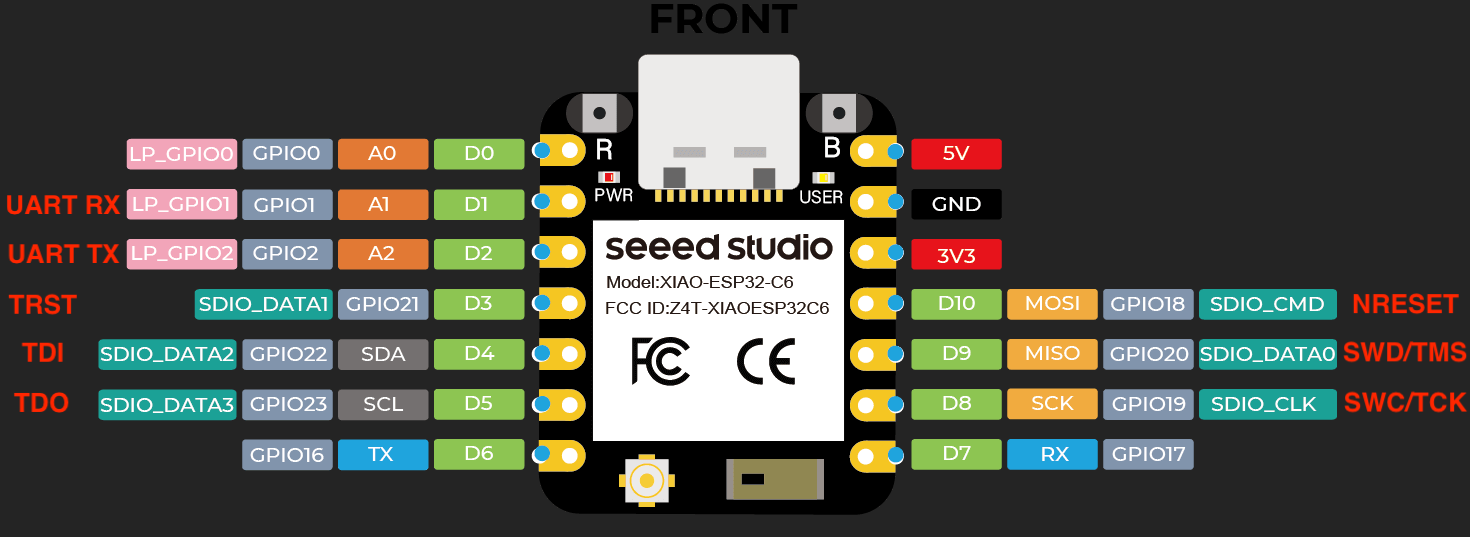 FRONT
LP_GPIO0 GPIO0 A0 D0 R B 5V
PWR USER
UART RX LP_GPIO1 GPIO1 A1 D1 GND
UART TX LP_GPIO2 GPIO2 A2 D2 seeed studio 3V3
Model:XIAO-ESP32-C6
FCC ID:Z4T-XIAOESP32C6
TRST SDIO_DATA1 GPIO21 D3 D10 MOSI GPIO18 SDIO_CMD NRESET
TDI SDIO_DATA2 GPIO22 SDA D4 FC CE D9 MISO GPIO20 SDIO_DATA0 SWD/TMS
TDO SDIO_DATA3 GPIO23 SCL D5 D8 SCK GPIO19 SDIO_CLK SWC/TCK
GPIO16 TX D6 D7 RX GPIO17